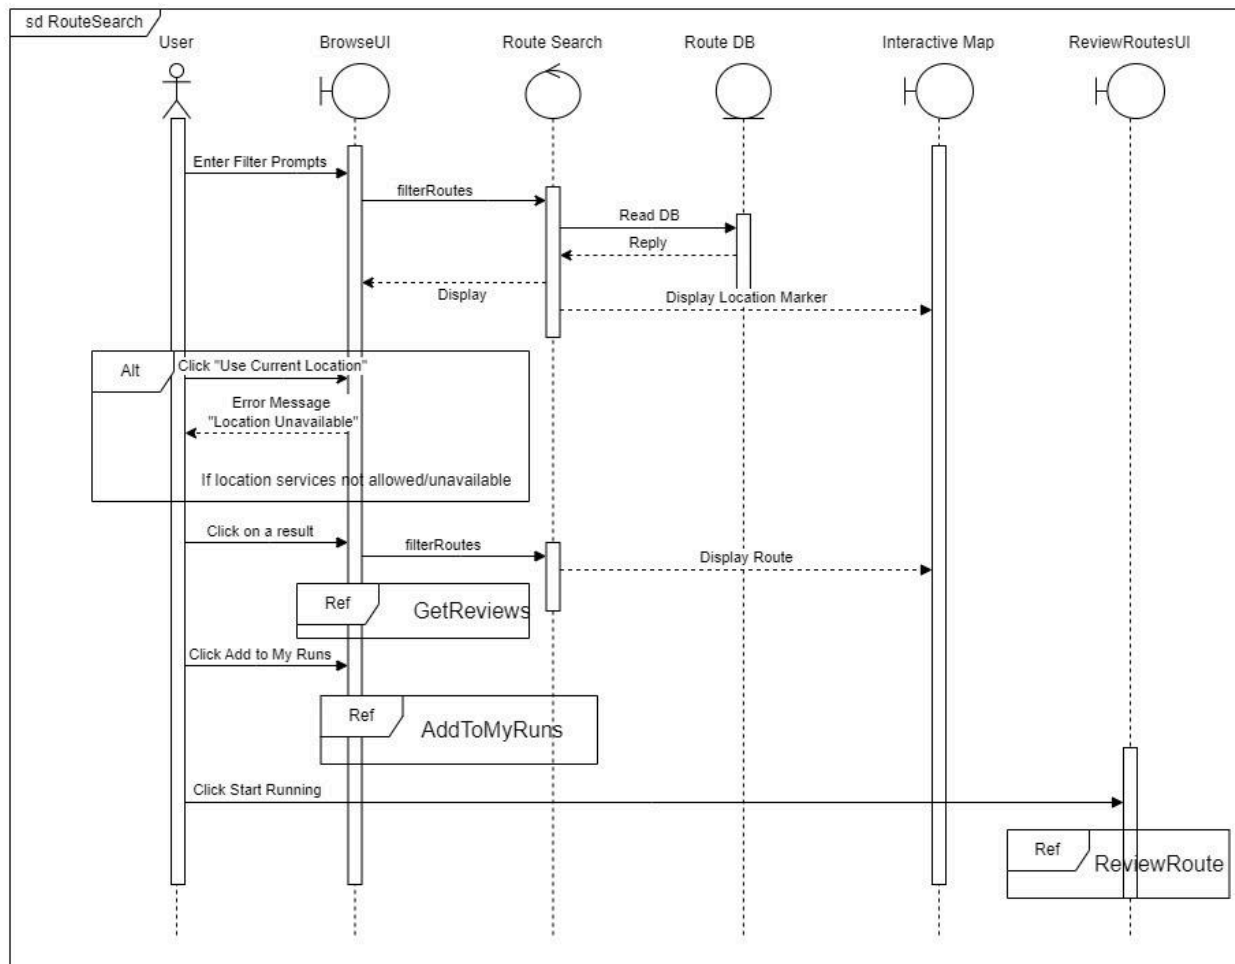 sd RouteSearch
User
BrowseUI
Route Search
Route DB
Interactive Map
ReviewRoutesUI
Enter Filter Prompts
filterRoutes
Read DB
Reply
Display
Display Location Marker
Alt
Click "Use Current Location"
Error Message
"Location Unavailable"
If location services not allowed/unavailable
Click on a result
filterRoutes
Display Route
Ref
GetReviews
Click Add to My Runs
Ref
AddToMyRuns
Click Start Running
Ref
ReviewRoute